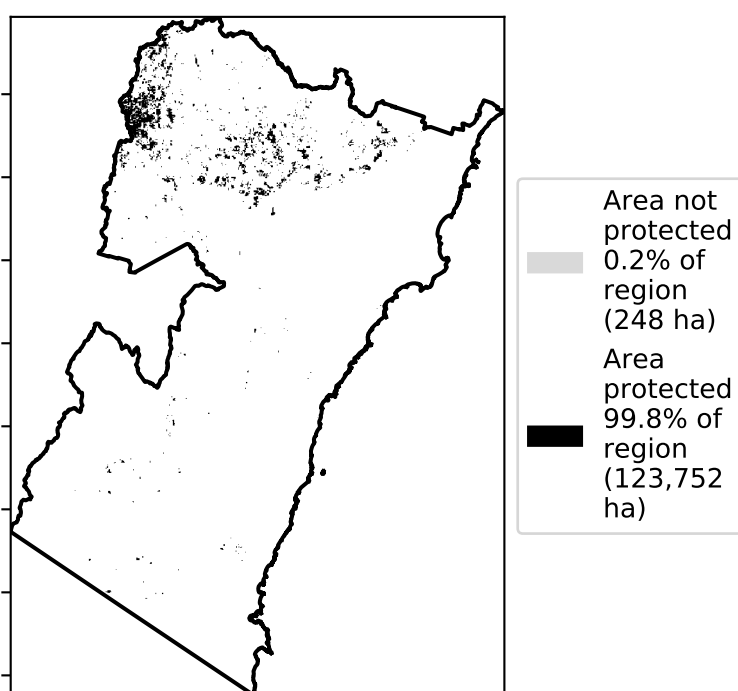 Area not
protected
0.2% of
region
(248 ha)
Area
protected
99.8% of
region
(123,752
ha)